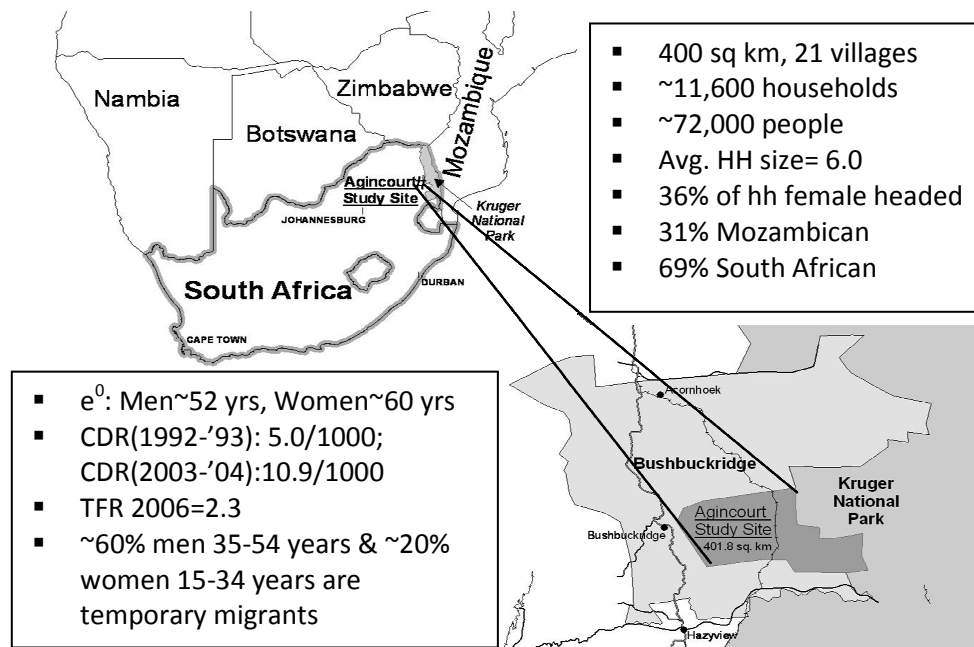 Nambia
Zimbabwe
Botswana
Mozambique
Agincourt
Study Site
JOHANNESBURG
Kruger
National
Park
South Africa
DURBAN
CAPE TOWN
▪ 400 sq km, 21 villages
▪ ~11,600 households
▪ ~72,000 people
▪ Avg. HH size= 6.0
▪ 36% of hh female headed
▪ 31% Mozambican
▪ 69% South African
▪ e⁰: Men~52 yrs, Women~60 yrs
▪ CDR(1992-’93): 5.0/1000;
CDR(2003-’04):10.9/1000
▪ TFR 2006=2.3
▪ ~60% men 35-54 years & ~20%
women 15-34 years are
temporary migrants
Acornhoek
Bushbuckridge
Kruger
National
Park
Agincourt
Study Site
401.8 sq. km
Bushbuckridge
Hazyview